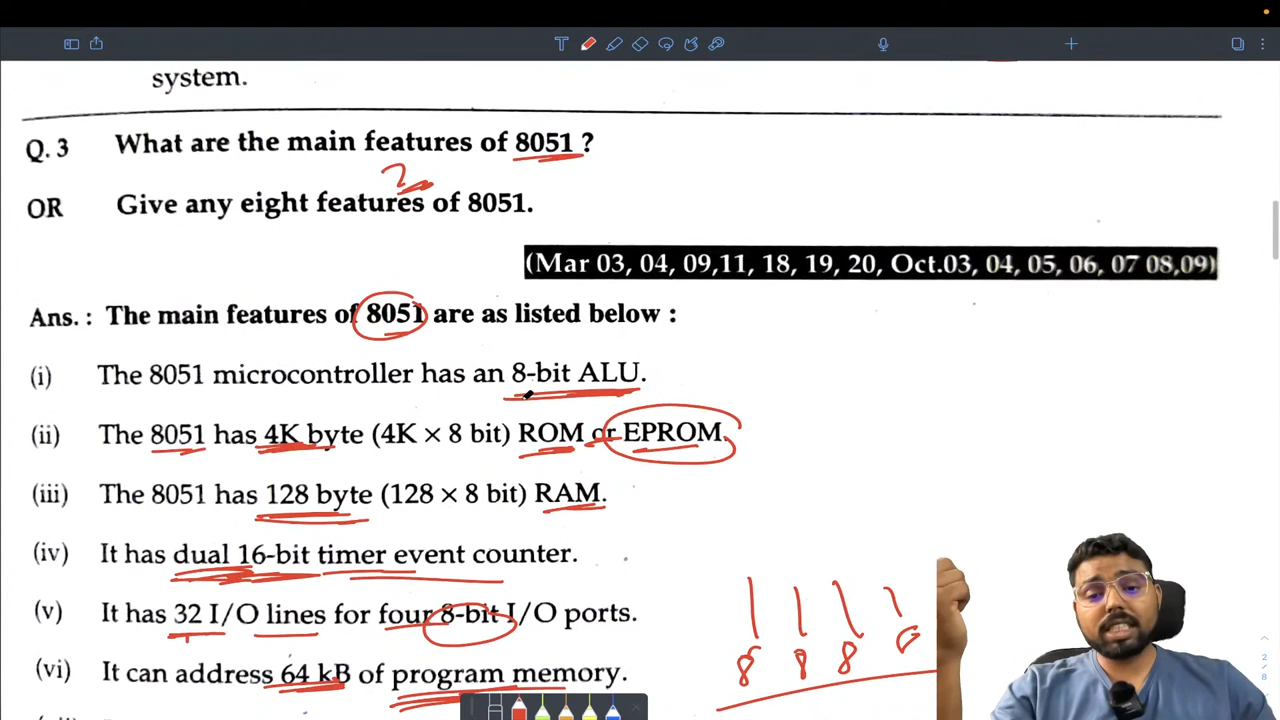 system.
Q. 3 What are the main features of 8051 ?
2
OR Give any eight features of 8051.
(Mar 03, 04, 09,11, 18, 19, 20, Oct.03, 04, 05, 06, 07 08,09)
Ans. : The main features of 8051 are as listed below :
(i) The 8051 microcontroller has an 8-bit ALU.
(ii) The 8051 has 4K byte (4K × 8 bit) ROM or EPROM.
(iii) The 8051 has 128 byte (128 × 8 bit) RAM.
(iv) It has dual 16-bit timer event counter.
(v) It has 32 I/O lines for four 8-bit I/O ports.
8 8 8
(vi) It can address 64 kB of program memory.